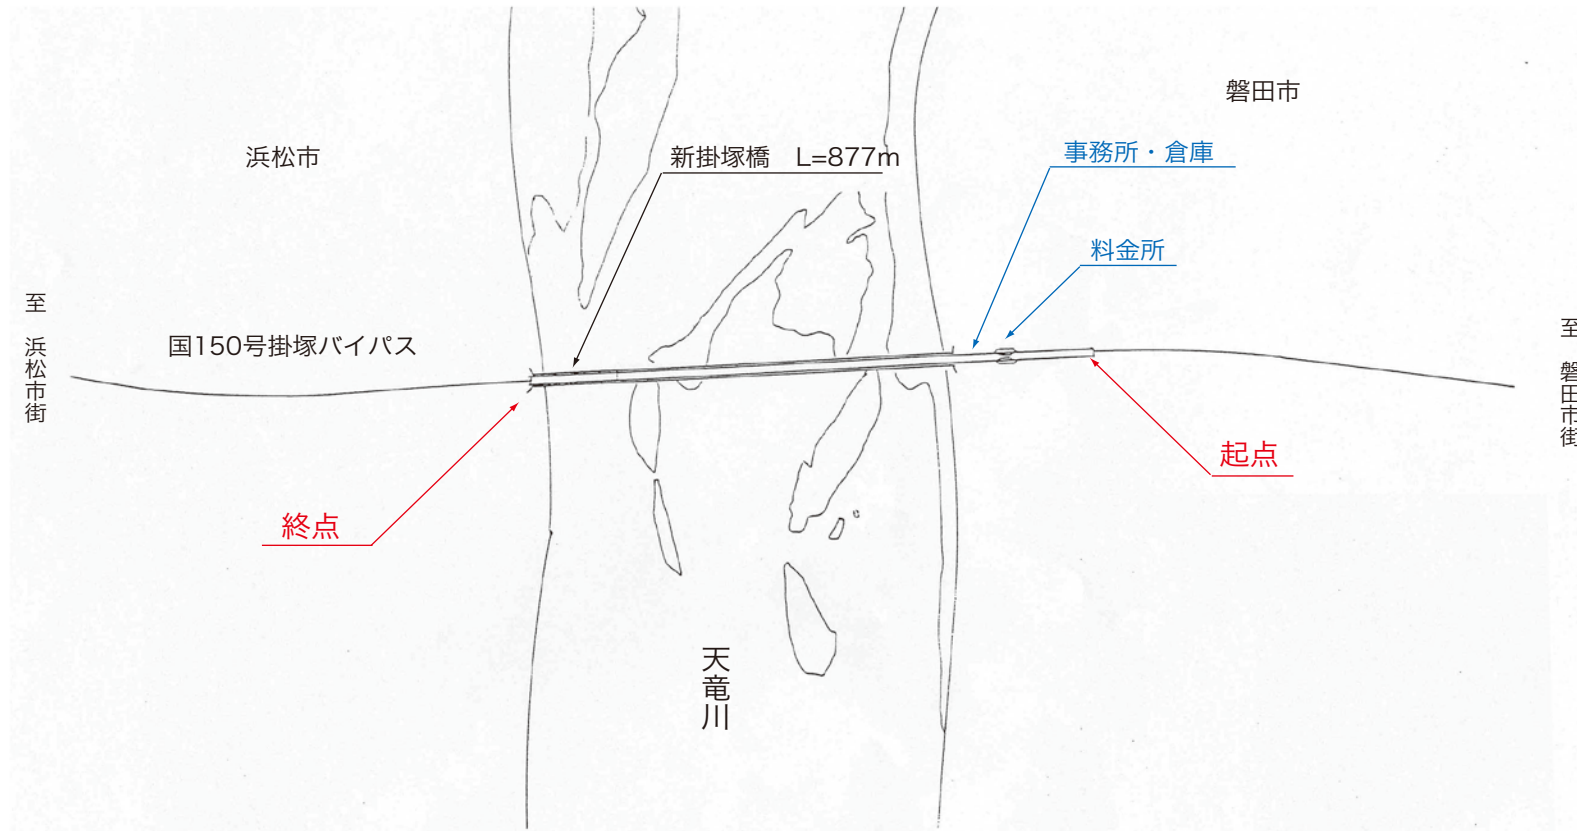 磐田市
浜松市
新掛塚橋　L=877m
事務所・倉庫
料金所
至　浜松市街
国150号掛塚バイパス
至　磐田市街
起点
終点
天竜川